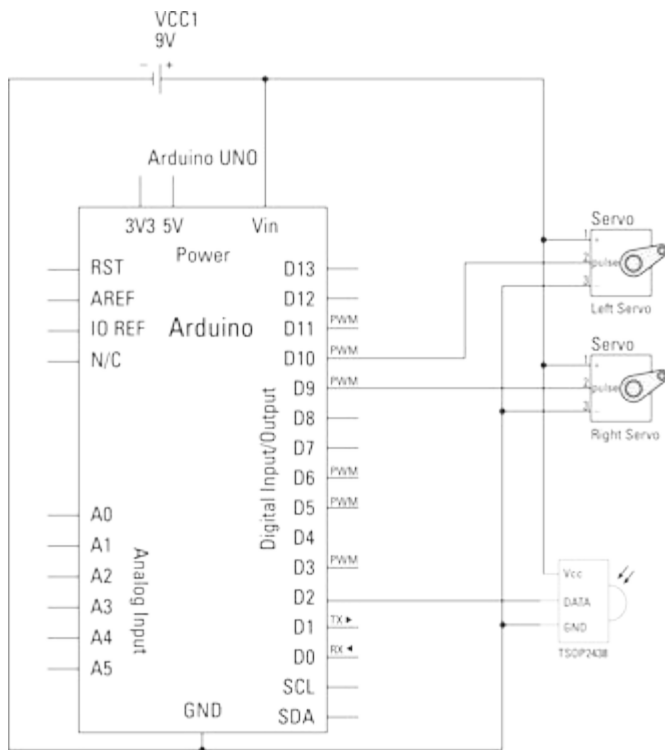 VCC1
9V
- +
Arduino UNO
3V3 5V Vin
Power
RST
AREF
IO REF
N/C
Arduino
A0
A1
A2
A3
A4
A5
Analog Input
Digital Input/Output
D13
D12
D11 PWM
D10 PWM
D9 PWM
D8
D7
D6 PWM
D5 PWM
D4
D3 PWM
D2
D1 TX ▸
D0 RX ◂
SCL
SDA
GND
Servo
1 +
2 pulse
3 -
Left Servo
Servo
1 +
2 pulse
3 -
Right Servo
Vcc
DATA
GND
TSOP2438